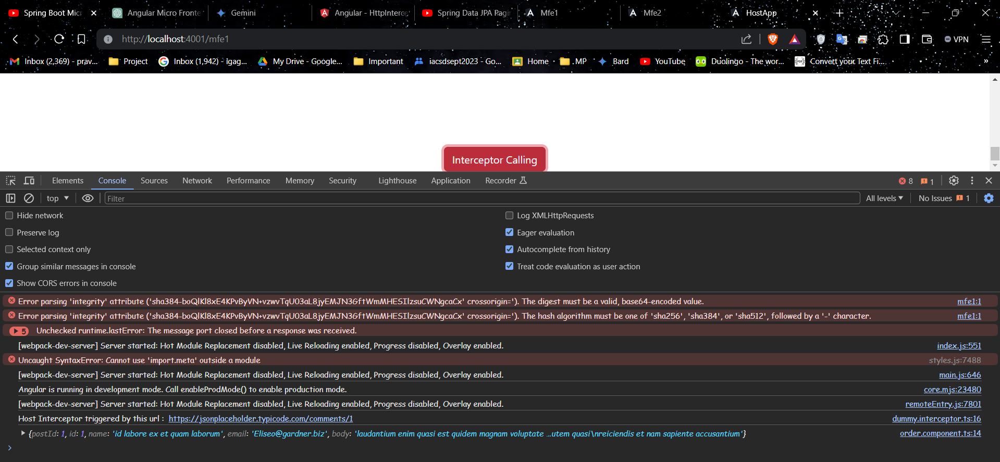 Spring Boot Micr
Angular Micro Fronte
Gemini
Angular - HttpInterce
Spring Data JPA Pagi
Mfe1
Mfe2
HostApp
http://localhost:4001/mfe1
VPN
Inbox (2,369) - prav...
Project
Inbox (1,942) - igag...
My Drive - Google...
Important
iacsdsept2023 - Go...
Home
MP
Bard
YouTube
Duolingo - The wor...
Convert your Text Fi...
»
Interceptor Calling
Elements Console Sources Network Performance Memory Security Lighthouse Application Recorder 8 1
top Filter All levels No Issues 1
Hide network
Log XMLHttpRequests
Preserve log
Eager evaluation
Selected context only
Autocomplete from history
Group similar messages in console
Treat code evaluation as user action
Show CORS errors in console
Error parsing 'integrity' attribute ('sha384-boQlKl8xE4KPvByVN+vzwvTqU03aL8jyEMJN3GftWmMHESIlzsuCWNgcaCx' crossorigin='). The digest must be a valid, base64-encoded value. mfe1:1
Error parsing 'integrity' attribute ('sha384-boQlKl8xE4KPvByVN+vzwvTqU03aL8jyEMJN3GftWmMHESIlzsuCWNgcaCx' crossorigin='). The hash algorithm must be one of 'sha256', 'sha384', or 'sha512', followed by a '-' character. mfe1:1
5 Unchecked runtime.lastError: The message port closed before a response was received.
[webpack-dev-server] Server started: Hot Module Replacement disabled, Live Reloading enabled, Progress disabled, Overlay enabled. index.js:551
Uncaught SyntaxError: Cannot use 'import.meta' outside a module styles.js:7488
[webpack-dev-server] Server started: Hot Module Replacement disabled, Live Reloading enabled, Progress disabled, Overlay enabled. main.js:646
Angular is running in development mode. Call enableProdMode() to enable production mode. core.mjs:23480
[webpack-dev-server] Server started: Hot Module Replacement disabled, Live Reloading enabled, Progress disabled, Overlay enabled. remoteEntry.js:7801
Host Interceptor triggered by this url : https://jsonplaceholder.typicode.com/comments/1 dummy.interceptor.ts:16
{postId: 1, id: 1, name: 'id labore ex et quam laborum', email: 'Eliseo@gardner.biz', body: 'laudantium enim quasi est quidem magnam voluptate …utem quasi\nreiciendis et nam sapiente accusantium'} order.component.ts:14